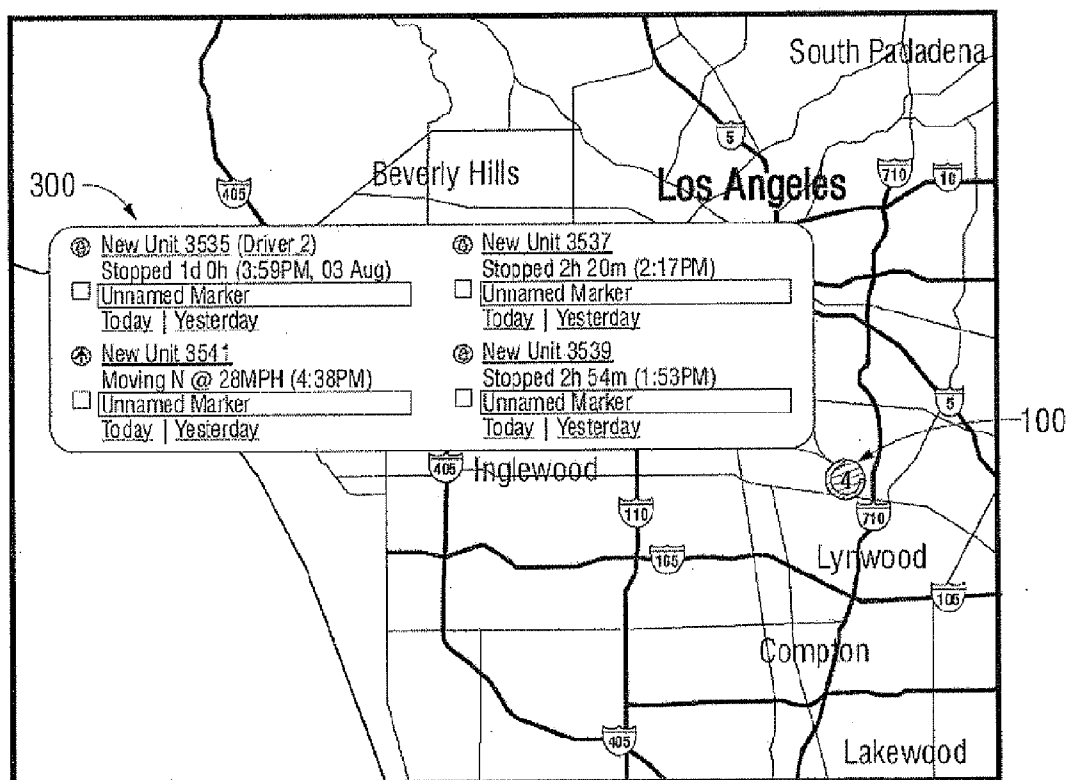 South Padadena
5
710
10
Beverly Hills
Los Angeles
300
405
New Unit 3535 (Driver 2)
Stopped 1d 0h (3:59PM, 03 Aug)
Unnamed Marker
Today | Yesterday
New Unit 3537
Stopped 2h 20m (2:17PM)
Unnamed Marker
Today | Yesterday
New Unit 3541
Moving N @ 28MPH (4:38PM)
Unnamed Marker
Today | Yesterday
New Unit 3539
Stopped 2h 54m (1:53PM)
Unnamed Marker
Today | Yesterday
5
100
405
Inglewood
4
110
710
105
Lynwood
105
Compton
405
Lakewood